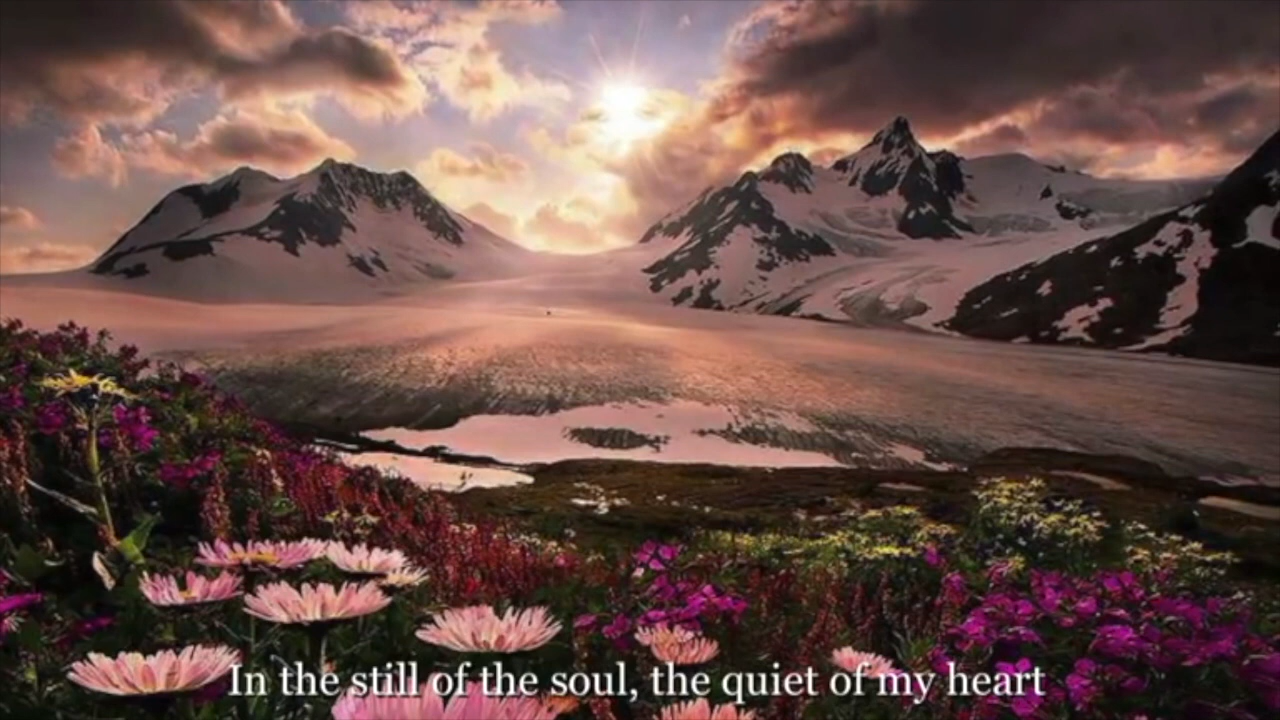 In the still of the soul, the quiet of my heart